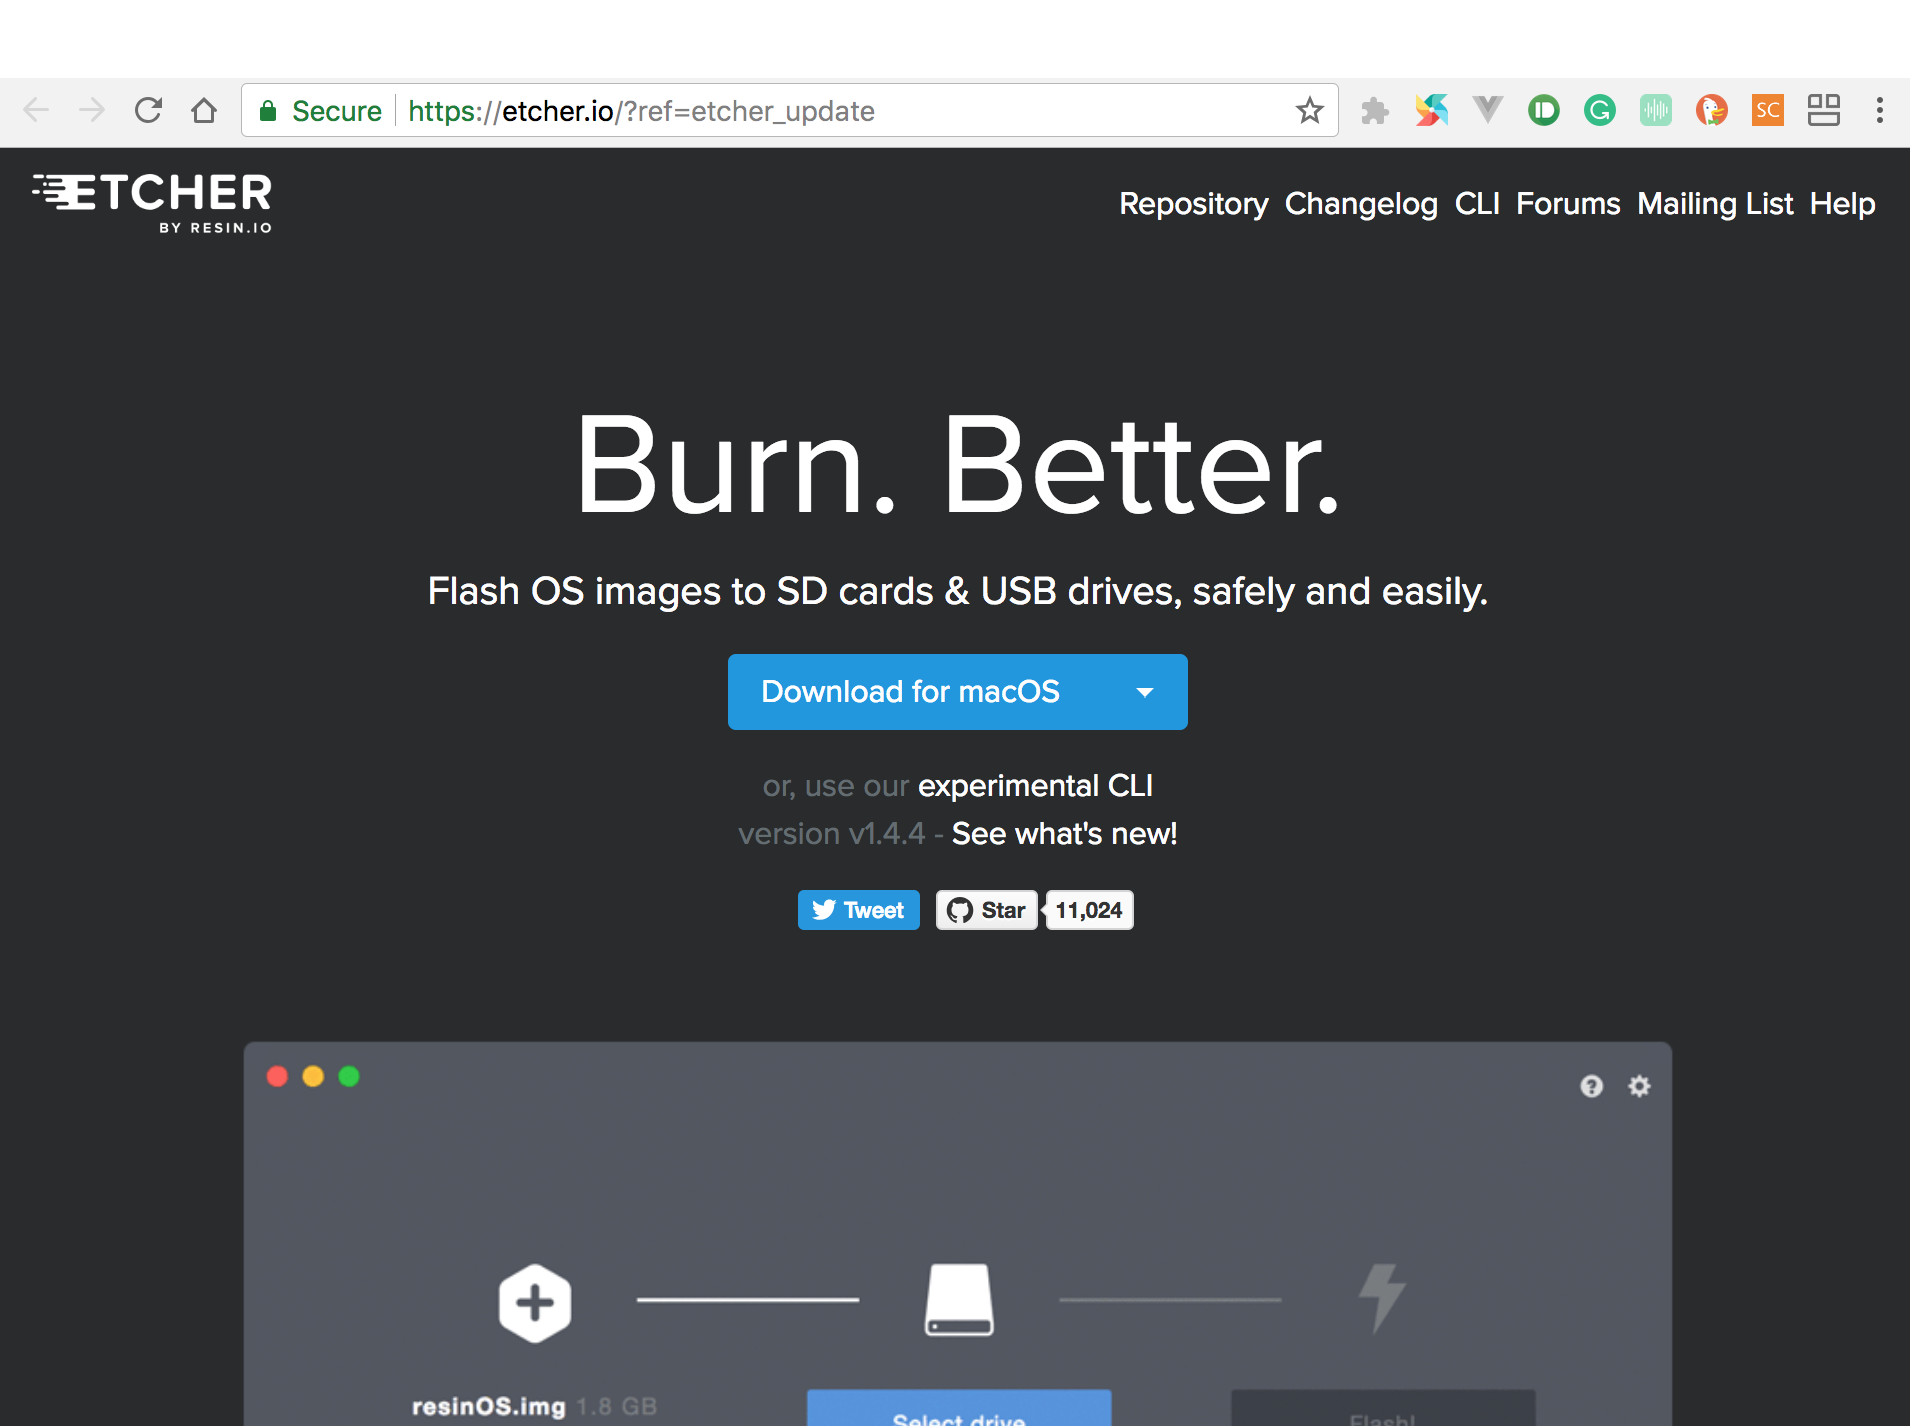 Secure https://etcher.io/?ref=etcher_update
SC
ETCHER
BY RESIN.IO
Repository Changelog CLI Forums Mailing List Help
Burn. Better.
Flash OS images to SD cards & USB drives, safely and easily.
Download for macOS
or, use our experimental CLI
version v1.4.4 - See what's new!
Tweet Star 11,024
resinOS.img 1.8 GB
Select drive
Flash!